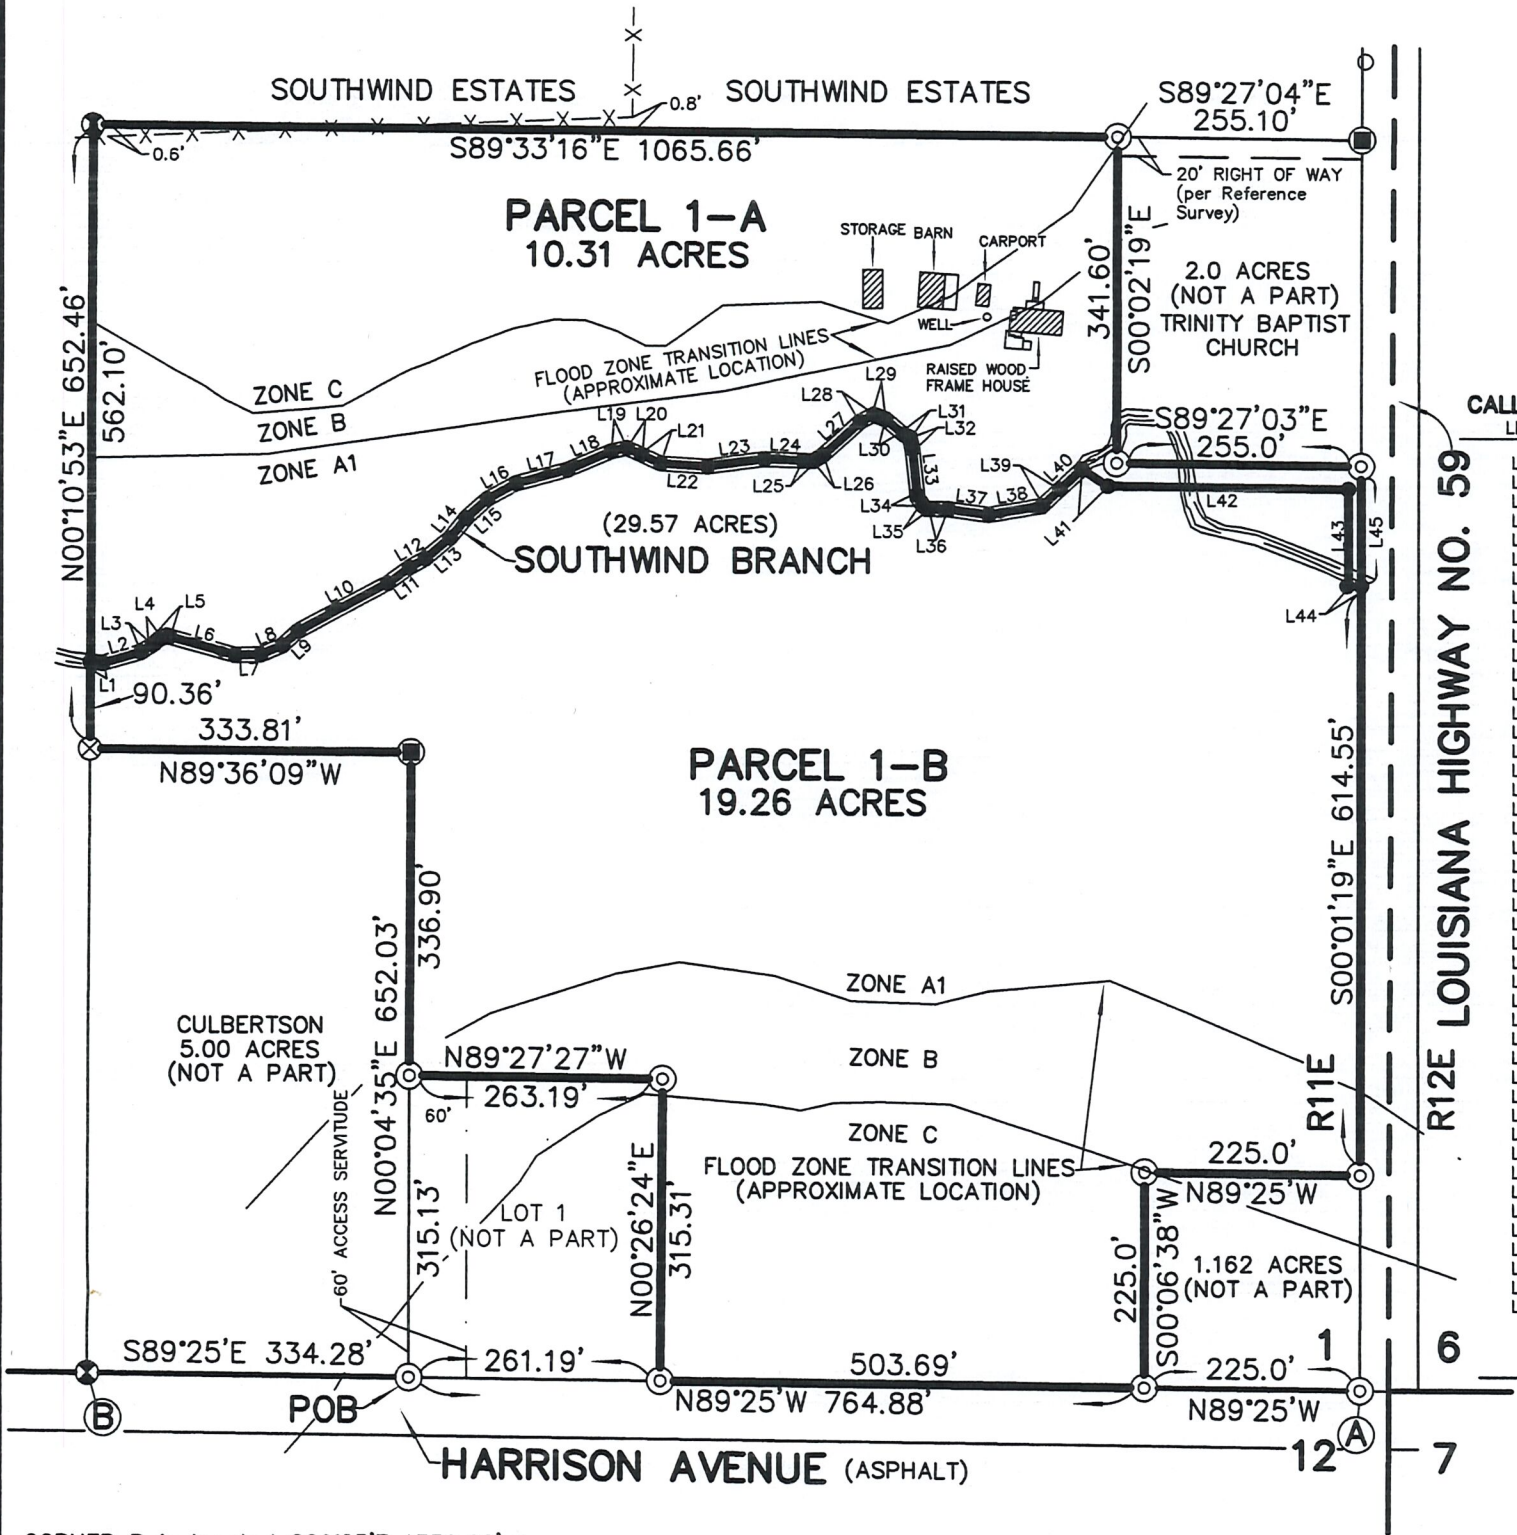 SOUTHWIND ESTATES
SOUTHWIND ESTATES
0.8'
0.6'
S89°33'16"E 1065.66'
S89°27'04"E
255.10'
20' RIGHT OF WAY
(per Reference
Survey)
PARCEL 1-A
10.31 ACRES
STORAGE
BARN
CARPORT
WELL
RAISED WOOD
FRAME HOUSE
341.60'
S00°02'19"E
2.0 ACRES
(NOT A PART)
TRINITY BAPTIST
CHURCH
N00°10'53"E 652.46'
562.10'
ZONE C
ZONE B
ZONE A1
FLOOD ZONE TRANSITION LINES
(APPROXIMATE LOCATION)
S89°27'03"E
255.0'
CALL
L1
L2
L3
L4
L5
L6
L7
L8
L9
L10
L11
L12
L13
L14
L15
L16
L17
L18
L19
L20
L21
L22
L23
L24
L25
L26
L27
L28
L29
L30
L31
L32
L33
L34
L35
L36
L37
L38
L39
L40
L41
L42
L43
L44
L45
(29.57 ACRES)
SOUTHWIND BRANCH
90.36'
333.81'
N89°36'09"W
PARCEL 1-B
19.26 ACRES
S00°01'19"E 614.55'
LOUISIANA HIGHWAY NO. 59
R11E
R12E
336.90'
N00°04'35"E 652.03'
CULBERTSON
5.00 ACRES
(NOT A PART)
ZONE A1
ZONE B
ZONE C
FLOOD ZONE TRANSITION LINES
(APPROXIMATE LOCATION)
N89°27'27"W
263.19'
60'
60' ACCESS SERVITUDE
315.13'
LOT 1
(NOT A PART)
N00°26'24"E
315.31'
225.0'
N89°25'W
225.0'
S00°06'38"W
1.162 ACRES
(NOT A PART)
1
6
S89°25'E 334.28'
261.19'
503.69'
225.0'
N89°25'W 764.88'
N89°25'W
POB
B
A
12
7
HARRISON AVENUE (ASPHALT)